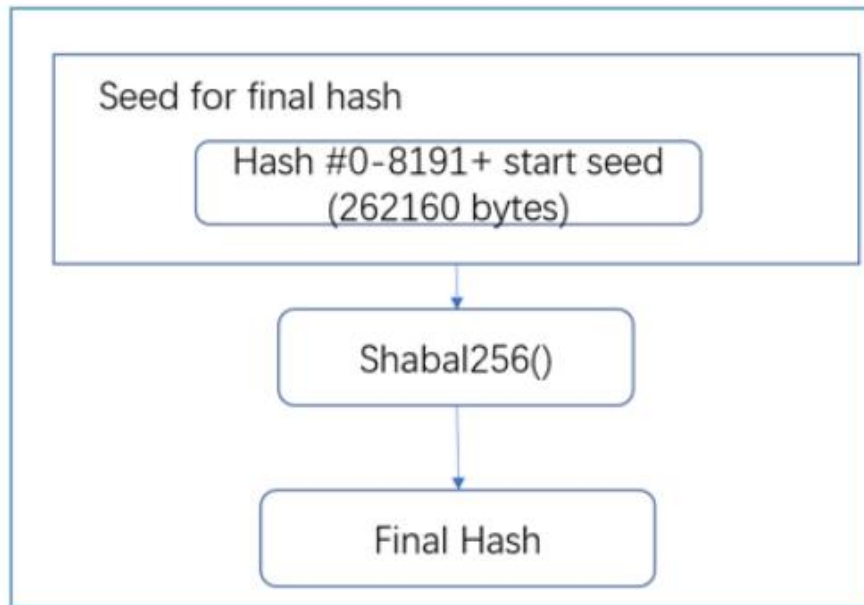 Seed for final hash
Hash #0-8191+ start seed
(262160 bytes)
Shabal256()
Final Hash